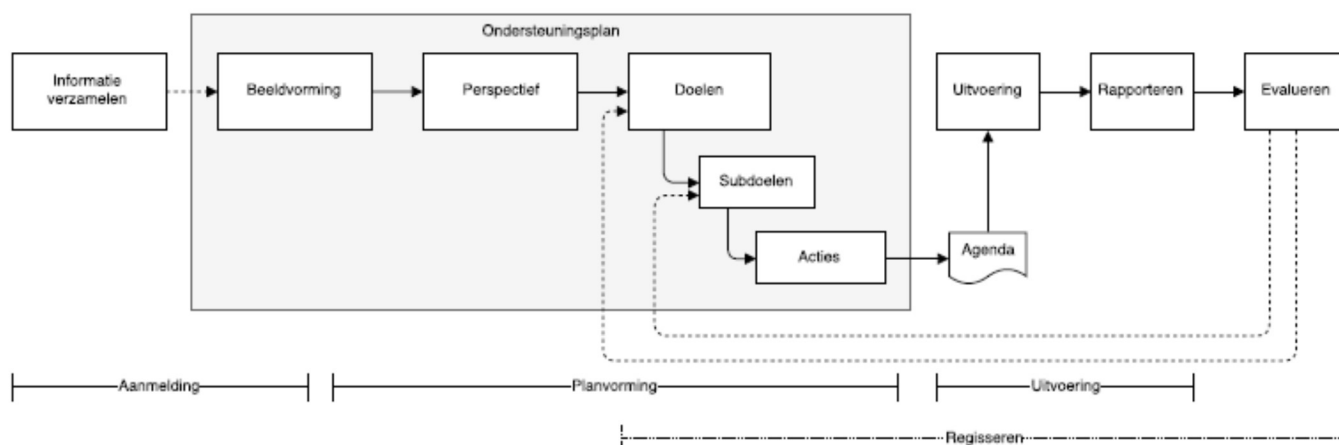 Ondersteuningsplan
Informatie
verzamelen
Beeldvorming
Perspectief
Doelen
Uitvoering
Rapporteren
Evalueren
Subdoelen
Acties
Agenda
Aanmelding
Planvorming
Uitvoering
Regisseren